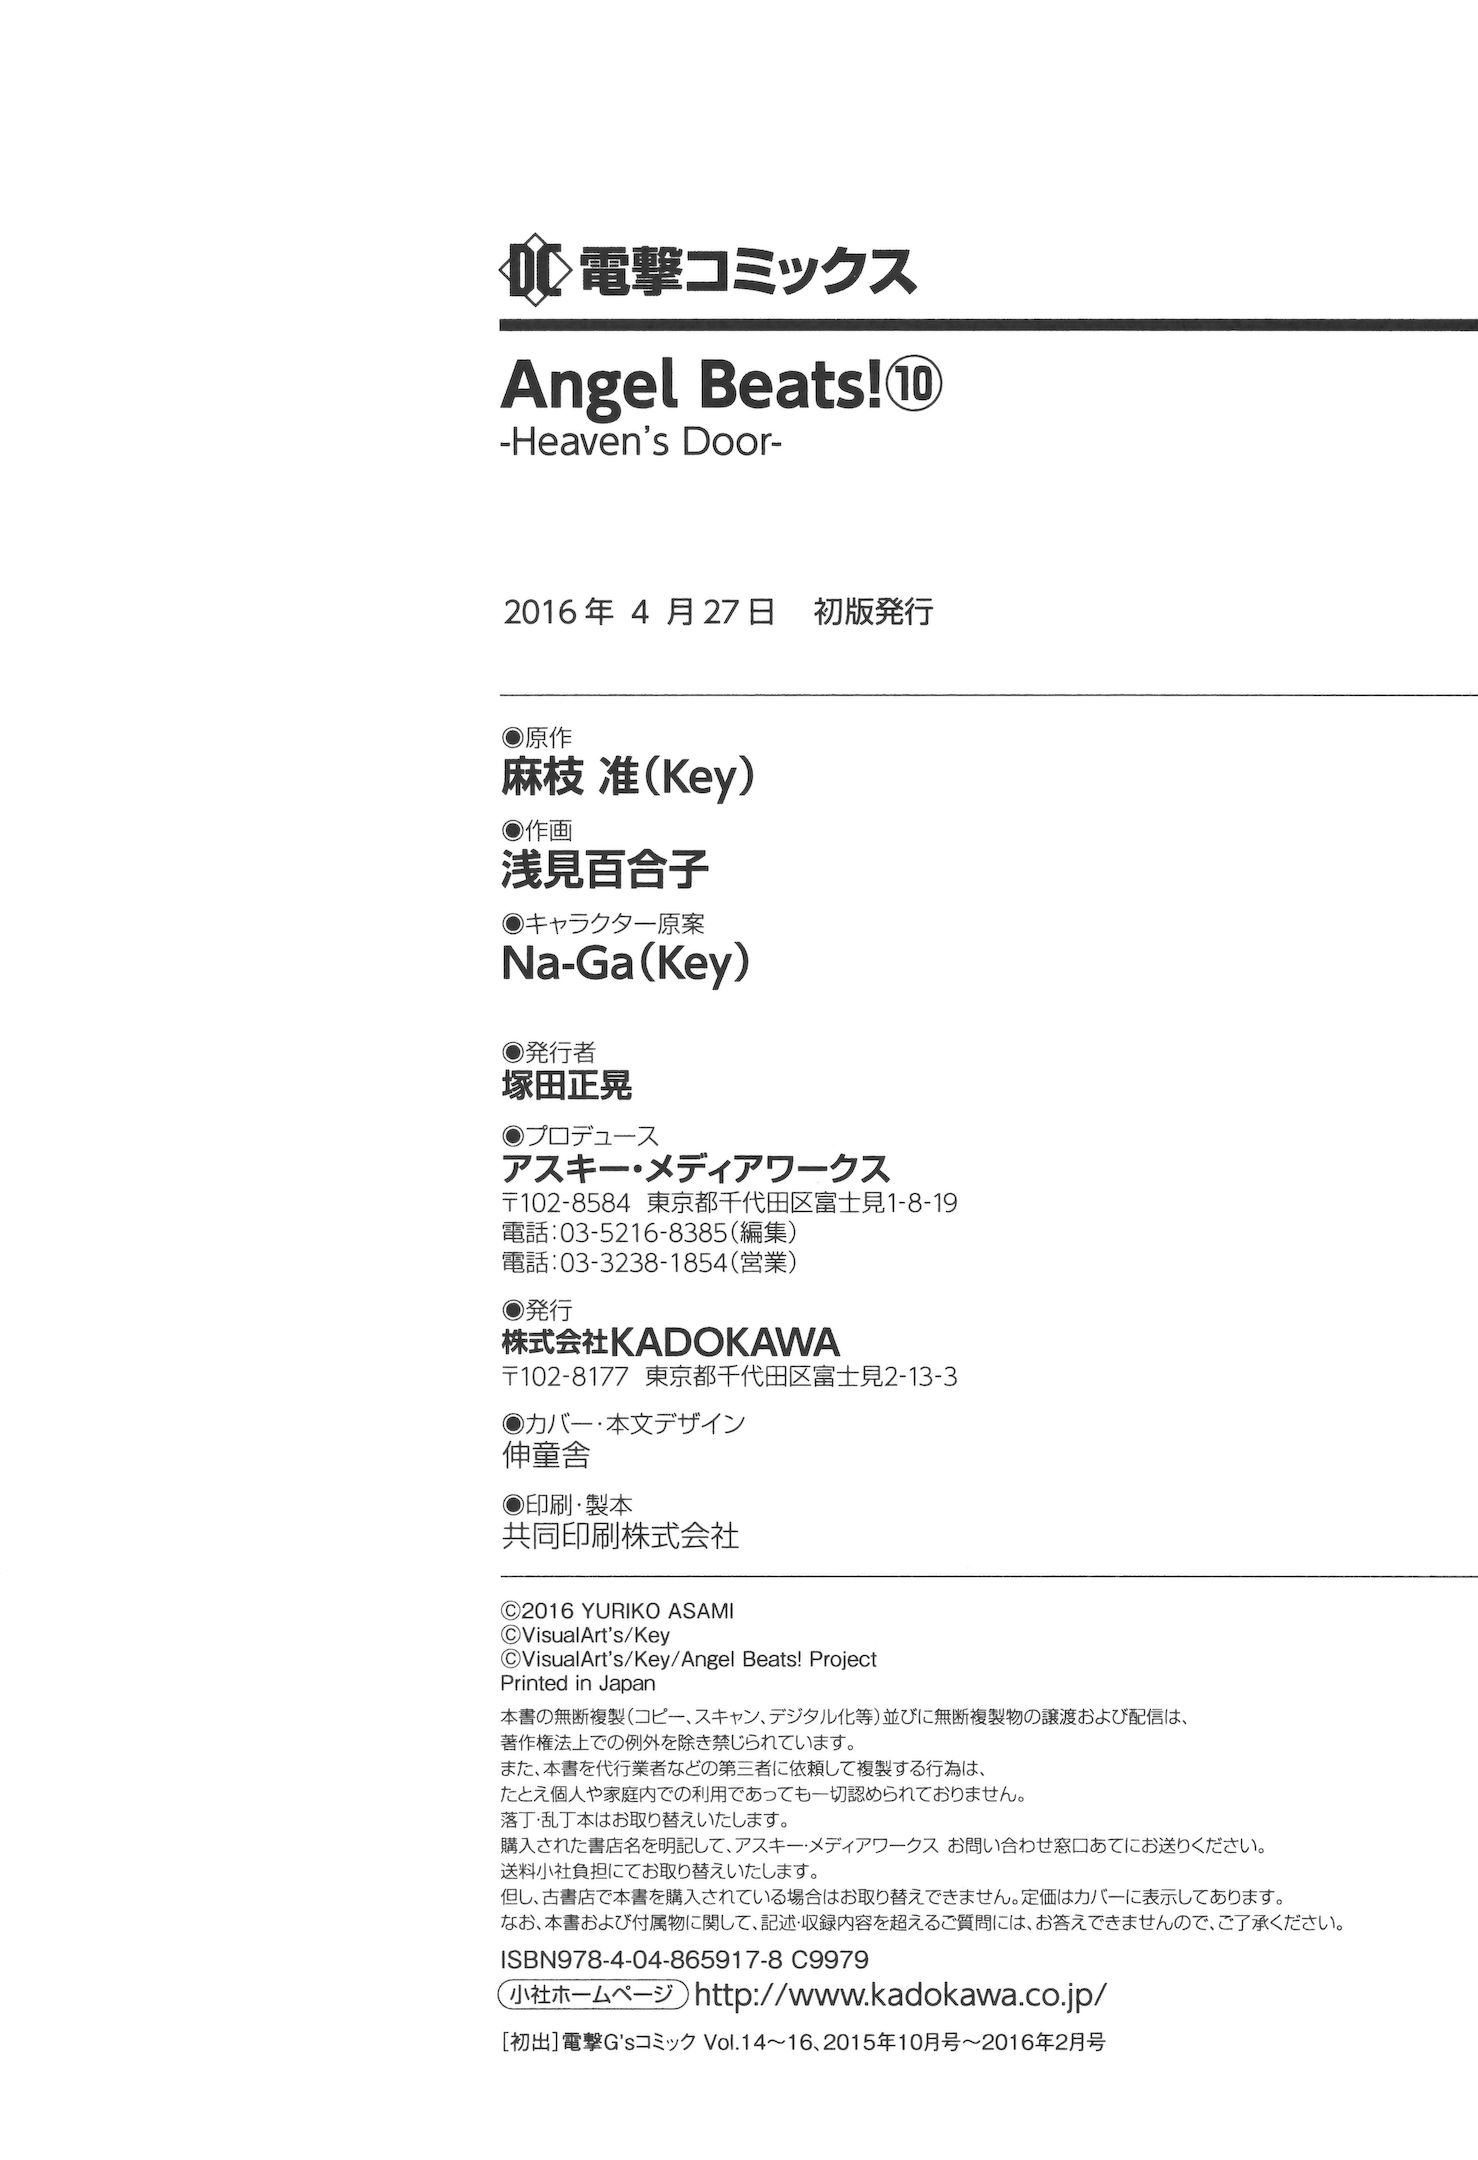 DC 電撃コミックス
Angel Beats!⑩
-Heaven's Door-
2016年 4 月27日 初版発行
◉原作
麻枝 准(Key)
◉作画
浅見百合子
◉キャラクター原案
Na-Ga(Key)
◉発行者
塚田正晃
◉プロデュース
アスキー・メディアワークス
〒102-8584 東京都千代田区富士見1-8-19
電話:03-5216-8385(編集)
電話:03-3238-1854(営業)
◉発行
株式会社KADOKAWA
〒102-8177 東京都千代田区富士見2-13-3
◉カバー・本文デザイン
伸童舎
◉印刷・製本
共同印刷株式会社
©2016 YURIKO ASAMI
©VisualArt's/Key
©VisualArt's/Key/Angel Beats! Project
Printed in Japan
本書の無断複製(コピー、スキャン、デジタル化等)並びに無断複製物の譲渡および配信は、
著作権法上での例外を除き禁じられています。
また、本書を代行業者などの第三者に依頼して複製する行為は、
たとえ個人や家庭内での利用であっても一切認められておりません。
落丁・乱丁本はお取り替えいたします。
購入された書店名を明記して、アスキー・メディアワークス お問い合わせ窓口あてにお送りください。
送料小社負担にてお取り替えいたします。
但し、古書店で本書を購入されている場合はお取り替えできません。定価はカバーに表示してあります。
なお、本書および付属物に関して、記述・収録内容を超えるご質問には、お答えできませんので、ご了承ください。
ISBN978-4-04-865917-8 C9979
小社ホームページ http://www.kadokawa.co.jp/
[初出]電撃G'sコミック Vol.14～16、2015年10月号～2016年2月号